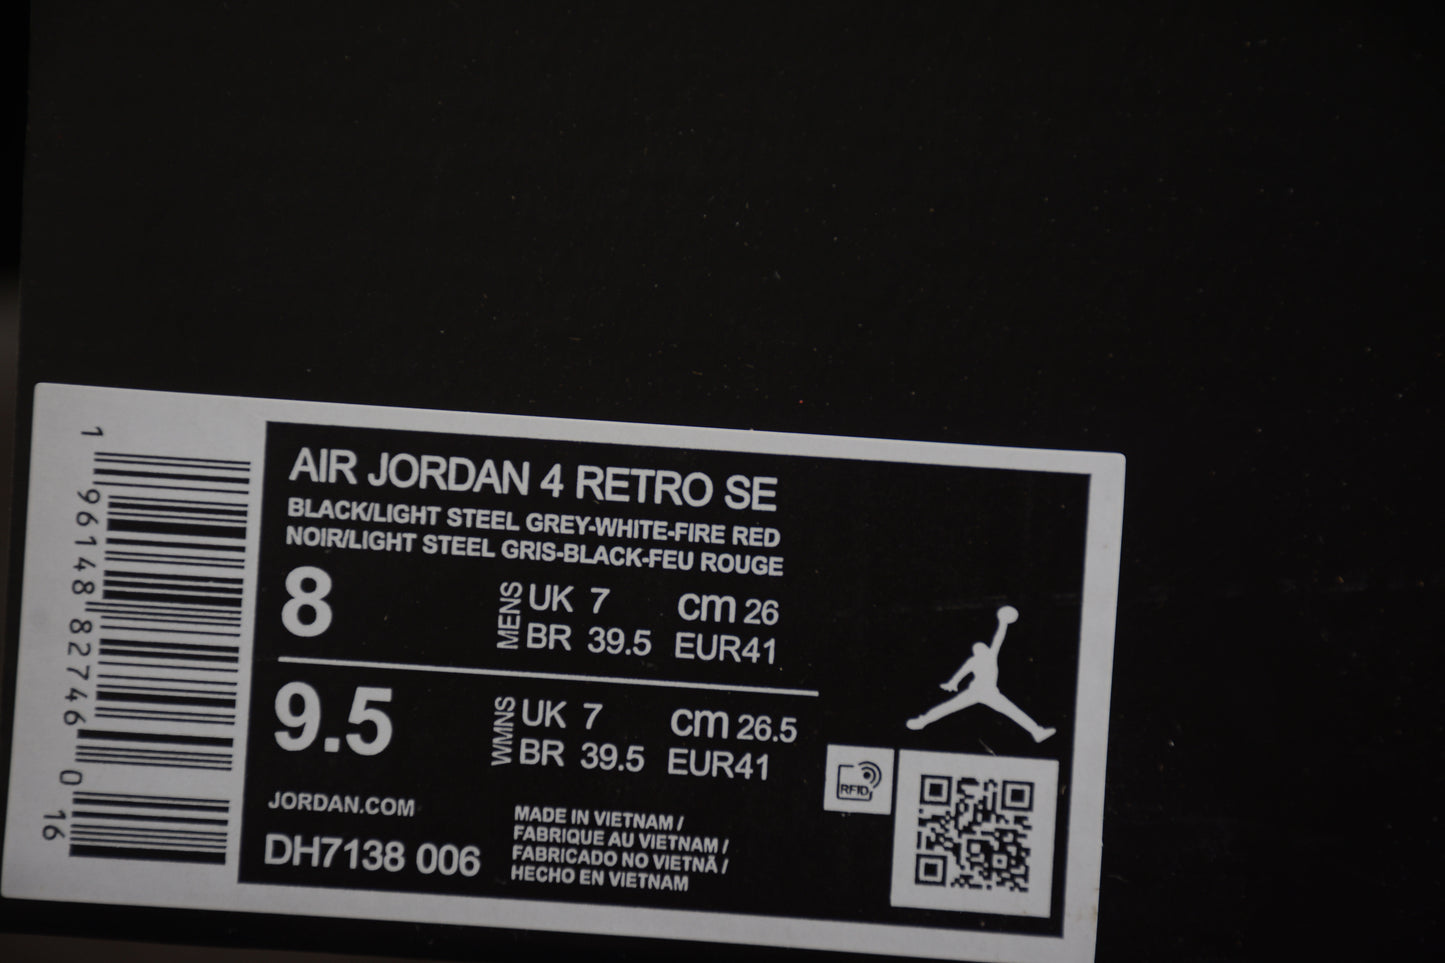 AIR JORDAN 4 RETRO SE
BLACK/LIGHT STEEL GREY-WHITE-FIRE RED
NOIR/LIGHT STEEL GRIS-BLACK-FEU ROUGE
8
MENS
UK 7 cm 26
BR 39.5 EUR41
9.5
WMNS
UK 7 cm 26.5
BR 39.5 EUR41
JORDAN.COM
DH7138 006
MADE IN VIETNAM /
FABRIQUE AU VIETNAM /
FABRICADO NO VIETNÃ /
HECHO EN VIETNAM
RFID
1 96148 82746 0 16